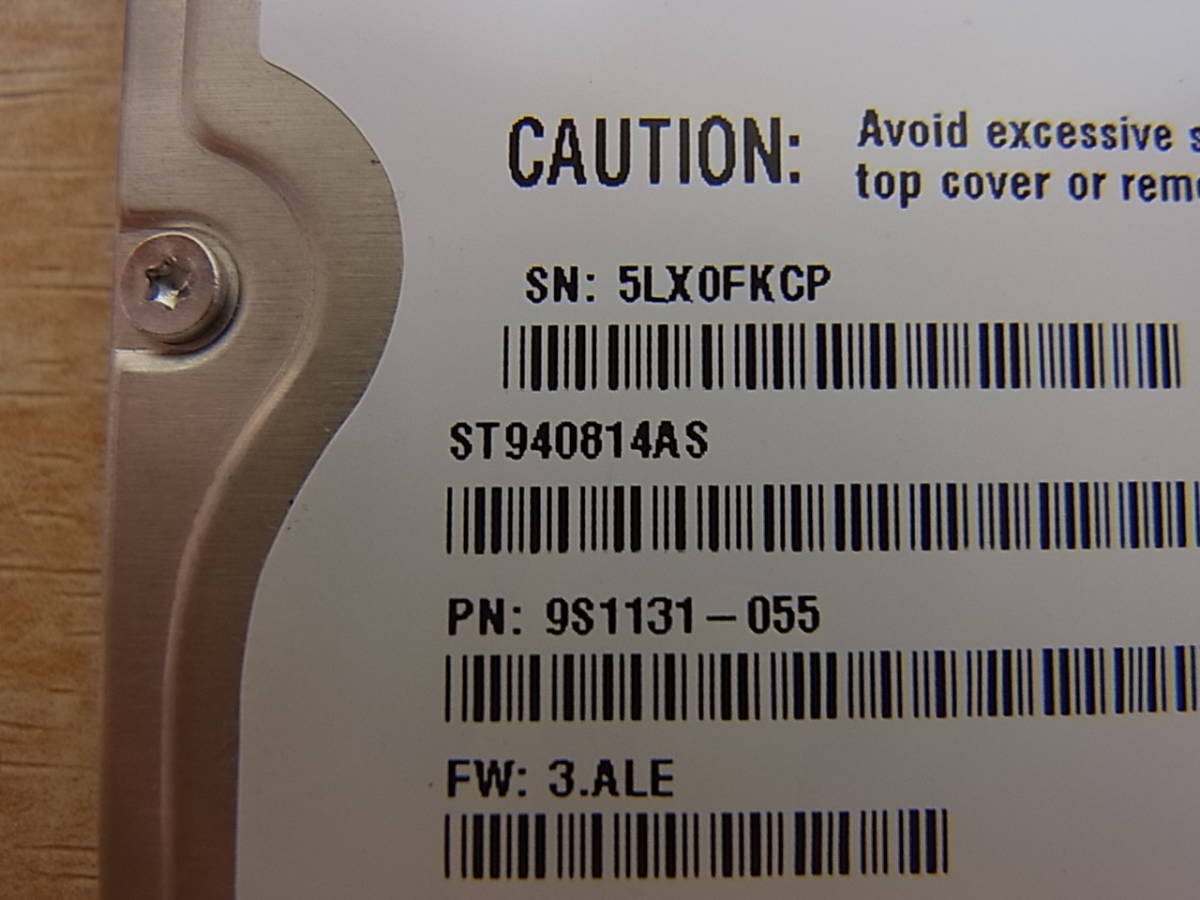 CAUTION:
Avoid excessive
top cover or
SN: 5LX0FKCP
ST940814AS
PN: 9S1131-055
FW: 3.ALE